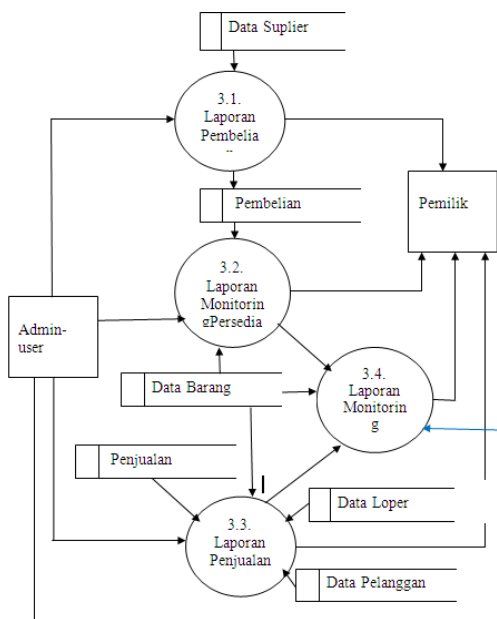 Data Suplier
3.1.
Laporan
Pembelia
Pembelian
Pemilik
3.2.
Laporan
Monitorin
gPersedia
Admin-
user
Data Barang
3.4.
Laporan
Monitorin
g
Penjualan
Data Loper
3.3.
Laporan
Penjualan
Data Pelanggan